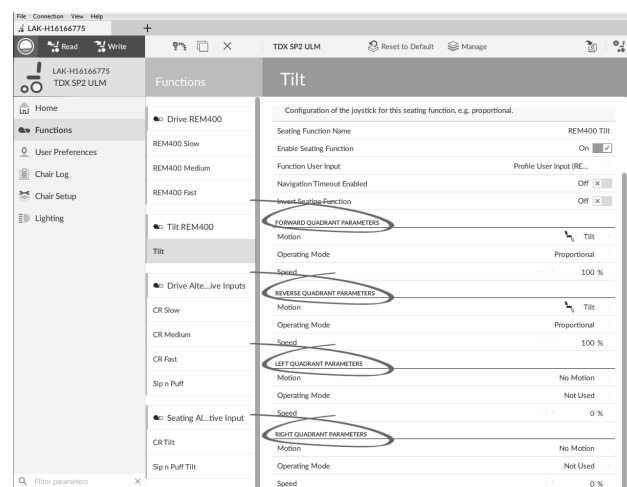 File Connection View Help
LAK-H16166775 +
Read Write TDX SP2 ULM Reset to Default Manage
LAK-H16166775
TDX SP2 ULM
Home
Functions
User Preferences
Chair Log
Chair Setup
Lighting
Filter parameters
Functions
Drive REM400
REM400 Slow
REM400 Medium
REM400 Fast
Tilt REM400
Tilt
Drive Alte...ive Inputs
CR Slow
CR Medium
CR Fast
Sip n Puff
Seating Al...tive Input
CR Tilt
Sip n Puff Tilt
Tilt
Configuration of the joystick for this seating function, e.g. proportional.
Seating Function Name REM400 Tilt
Enable Seating Function On
Function User Input Profile User Input (RE...
Navigation Timeout Enabled Off
Invert Seating Function Off
FORWARD QUADRANT PARAMETERS
Motion Tilt
Operating Mode Proportional
Speed 100 %
REVERSE QUADRANT PARAMETERS
Motion Tilt
Operating Mode Proportional
Speed 100 %
LEFT QUADRANT PARAMETERS
Motion No Motion
Operating Mode Not Used
Speed 0 %
RIGHT QUADRANT PARAMETERS
Motion No Motion
Operating Mode Not Used
Speed 0 %